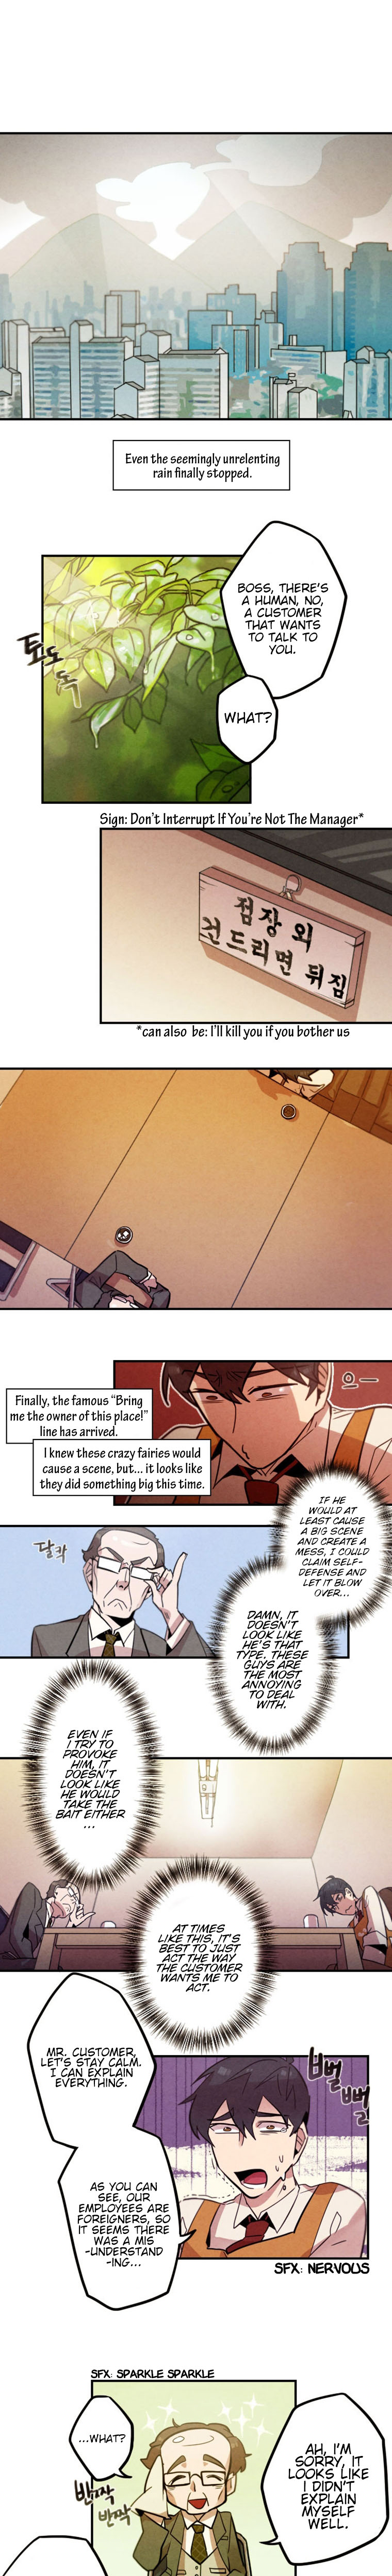 Even the seemingly unrelenting
rain finally stopped.
BOSS, THERE'S
A HUMAN, NO,
A CUSTOMER
THAT WANTS
TO TALK TO
YOU.
WHAT?
토도
독
Sign: Don't Interrupt If You're Not The Manager*
점장 외
건드리면 뒤짐
*can also be: I'll kill you if you bother us
으—
Finally, the famous "Bring
me the owner of this place!"
line has arrived.
I knew these crazy fairies would
cause a scene, but... it looks like
they did something big this time.
IF HE
WOULD AT
LEAST CAUSE
A BIG SCENE
AND CREATE A
MESS, I COULD
CLAIM SELF-
DEFENSE AND
LET IT BLOW
OVER...
달칵
DAMN, IT
DOESN'T
LOOK LIKE
HE'S THAT
TYPE. THESE
GUYS ARE
THE MOST
ANNOYING
TO DEAL
WITH.
EVEN IF
I TRY TO
PROVOKE
HIM, IT
DOESN'T
LOOK LIKE
HE WOULD
TAKE THE
BAIT EITHER
...
AT TIMES
LIKE THIS, IT'S
BEST TO JUST
ACT THE WAY
THE CUSTOMER
WANTS ME TO
ACT.
MR. CUSTOMER,
LET'S STAY CALM.
I CAN EXPLAIN
EVERYTHING.
뻘
뻘
AS YOU CAN
SEE, OUR
EMPLOYEES ARE
FOREIGNERS, SO
IT SEEMS THERE
WAS A MIS
-UNDERSTAND
-ING...
SFX: NERVOUS
SFX: SPARKLE SPARKLE
...WHAT?
반짝
반짝
AH, I'M
SORRY, IT
LOOKS LIKE
I DIDN'T
EXPLAIN
MYSELF
WELL.